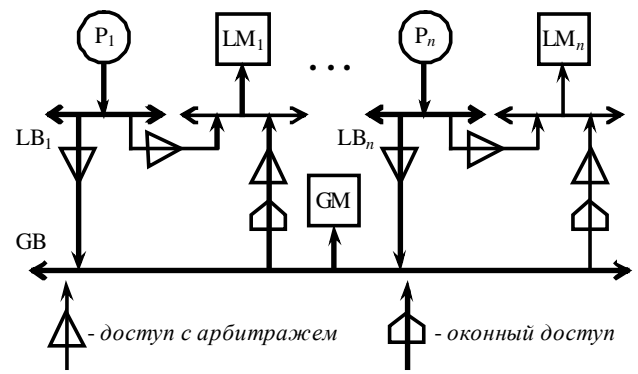 P1 LM1 ... Pn LMn
LB1 LBn
GM
GB
- доступ с арбитражем - оконный доступ